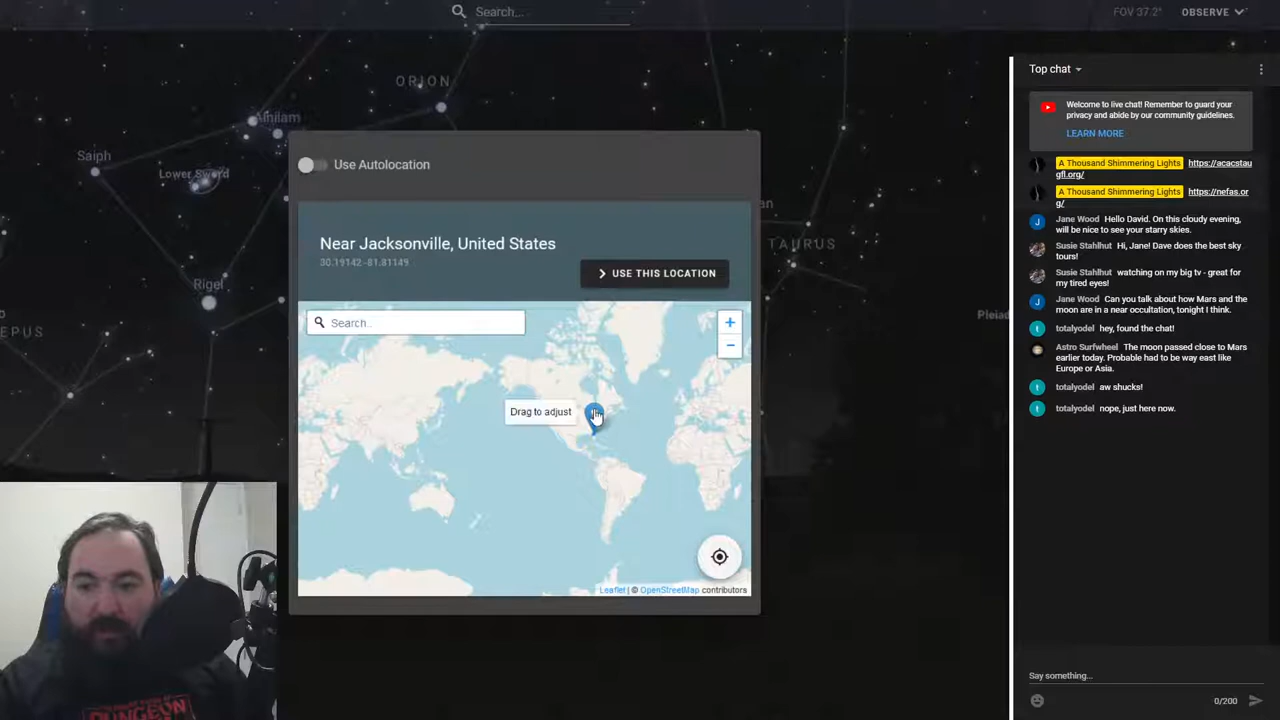 Search...
FOV 37.2°
OBSERVE
ORION
Alnilam
Saiph
Lower Sword
Rigel
TAURUS
Pleiad
EPUS
Use Autolocation
Near Jacksonville, United States
30.19142 -81.81149
USE THIS LOCATION
Search..
+
−
Drag to adjust
Leaflet | © OpenStreetMap contributors
DUNGEON
Top chat
Welcome to live chat! Remember to guard your
privacy and abide by our community guidelines.
LEARN MORE
A Thousand Shimmering Lights https://acacstau
gfl.org/
A Thousand Shimmering Lights https://nefas.or
g/
J
Jane Wood Hello David. On this cloudy evening,
will be nice to see your starry skies.
Susie Stahlhut Hi, Jane! Dave does the best sky
tours!
Susie Stahlhut watching on my big tv - great for
my tired eyes!
J
Jane Wood Can you talk about how Mars and the
moon are in a near occultation, tonight I think.
t
totalyodel hey, found the chat!
Astro Surfwheel The moon passed close to Mars
earlier today. Probable had to be way east like
Europe or Asia.
t
totalyodel aw shucks!
t
totalyodel nope, just here now.
Say something...
0/200